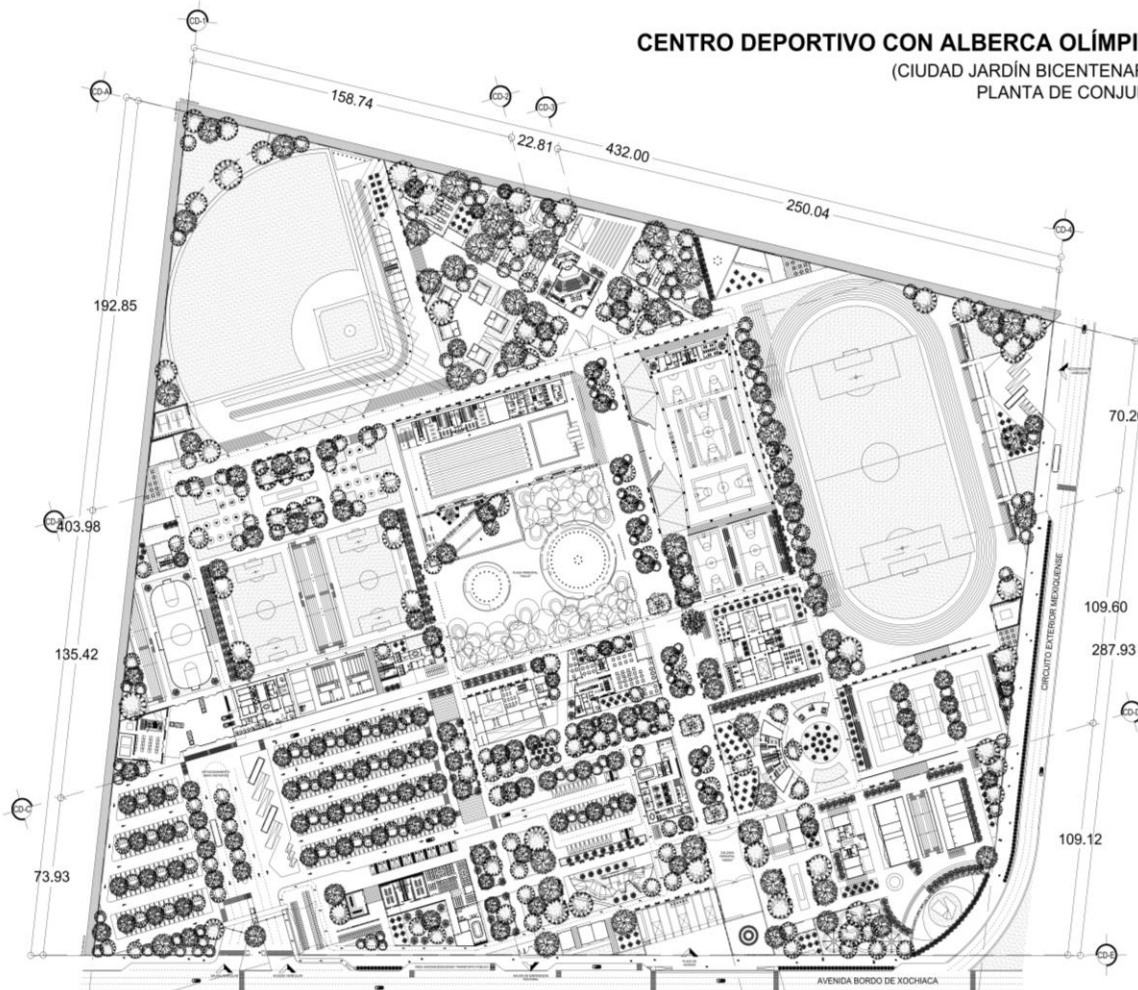 CENTRO DEPORTIVO CON ALBERCA OLÍMPI
(CIUDAD JARDÍN BICENTENAR
PLANTA DE CONJU
CD-1
CD-A
CD-2
CD-3
158.74
22.81
432.00
250.04
CD-4
192.85
70.20
403.98
109.60
287.93
CIRCUITO EXTERIOR MEXIQUENSE
135.42
CD-D
CD-C
109.12
73.93
CD-E
AVENIDA BORDO DE XOCHIACA